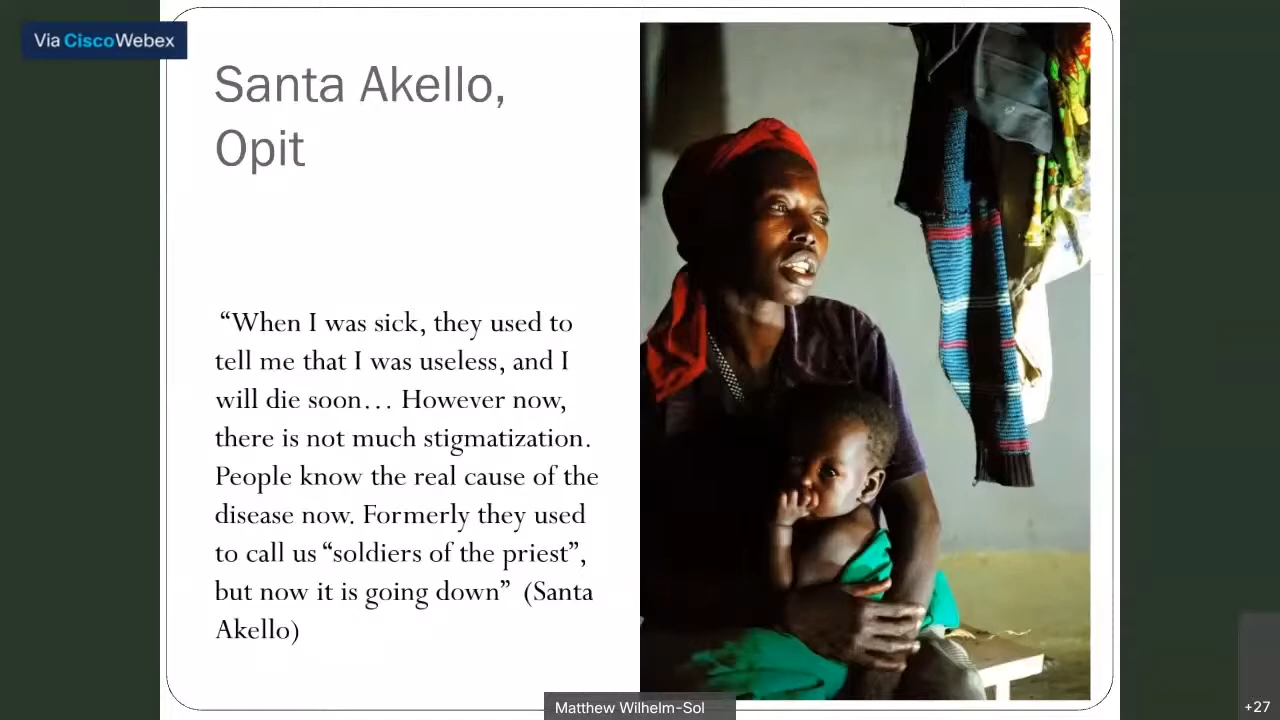 Via CiscoWebex
Santa Akello,
Opit
“When I was sick, they used to
tell me that I was useless, and I
will die soon… However now,
there is not much stigmatization.
People know the real cause of the
disease now. Formerly they used
to call us “soldiers of the priest”,
but now it is going down” (Santa
Akello)
Matthew Wilhelm-Sol
+27